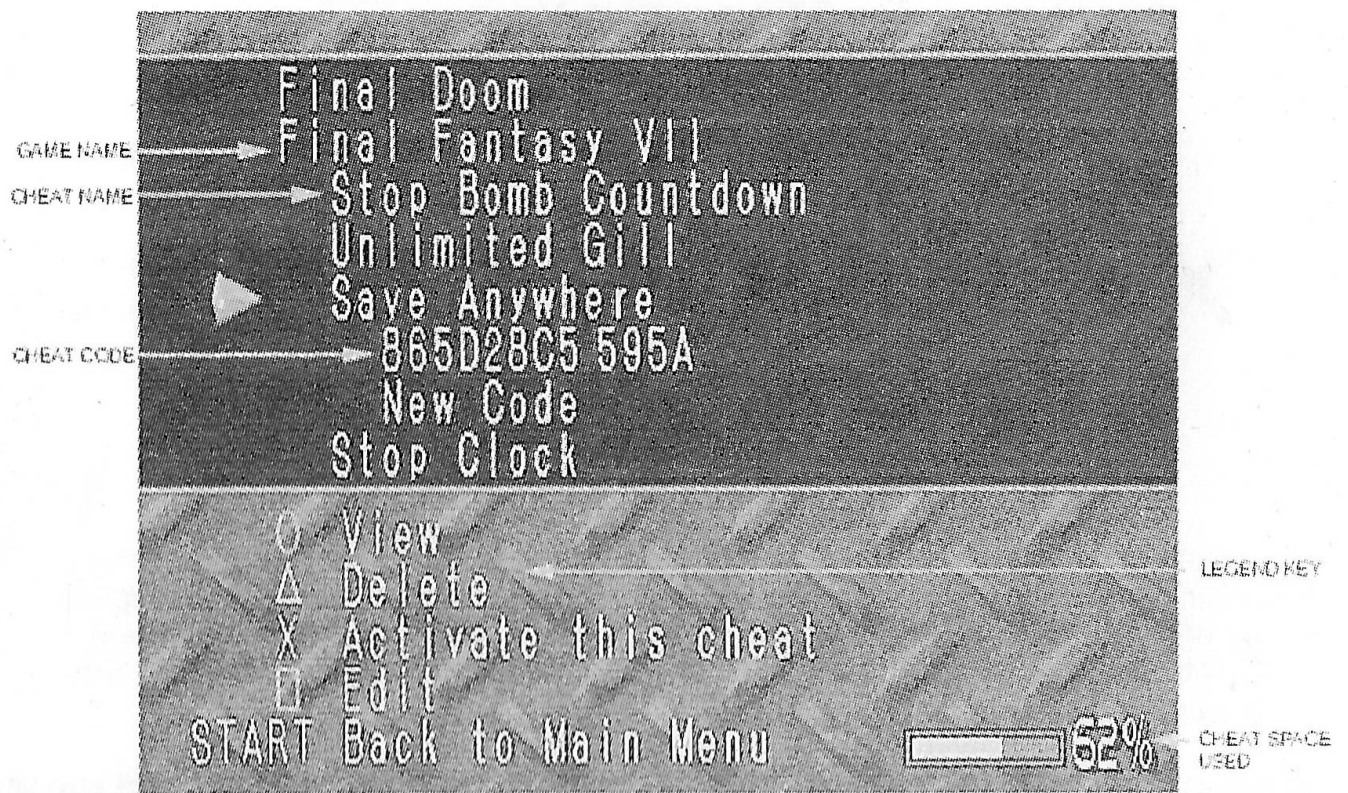 Final Doom
GAME NAME
Final Fantasy VII
CHEAT NAME
Stop Bomb Countdown
Unlimited Gill
Save Anywhere
CHEAT CODE
865D28C5 595A
New Code
Stop Clock
○ View
LEGEND KEY
△ Delete
X Activate this cheat
□ Edit
START Back to Main Menu
62%
CHEAT SPACE
USED